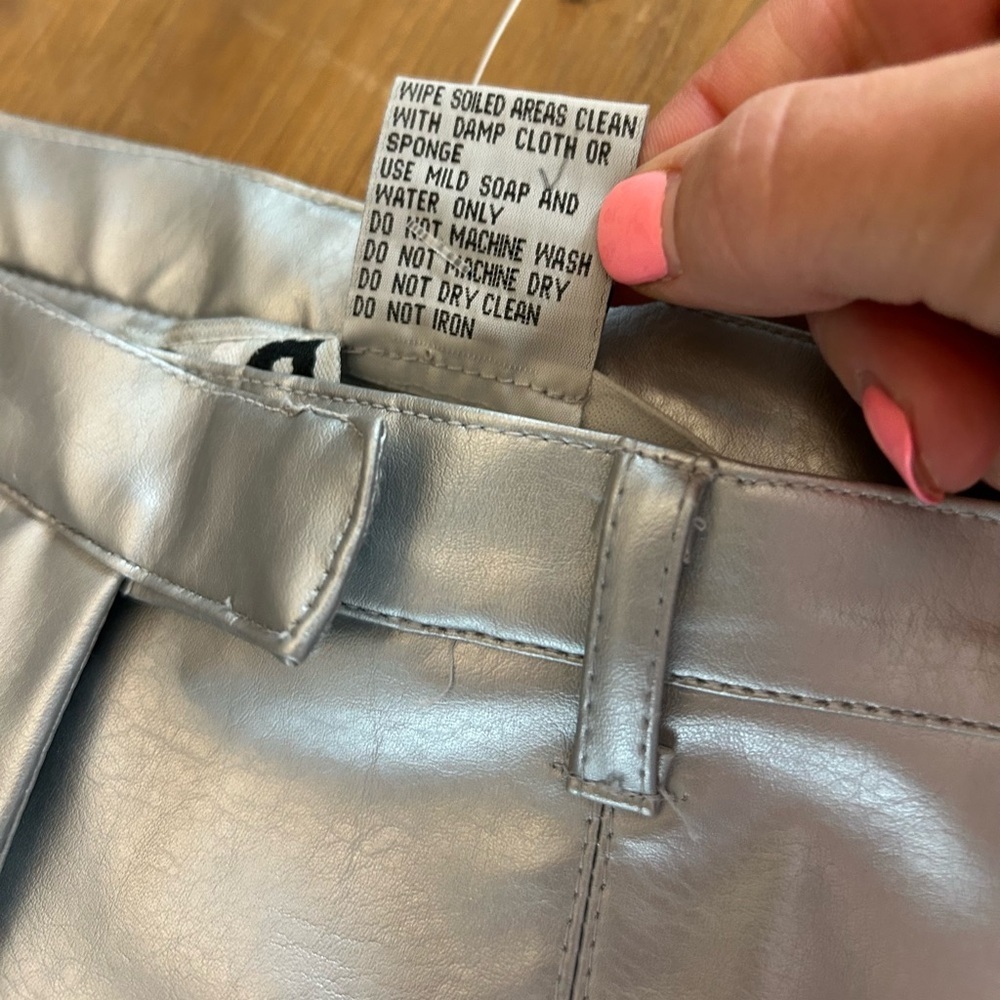 WIPE SOILED AREAS CLEAN
WITH DAMP CLOTH OR
SPONGE
USE MILD SOAP AND
WATER ONLY
DO NOT MACHINE WASH
DO NOT MACHINE DRY
DO NOT DRY CLEAN
DO NOT IRON